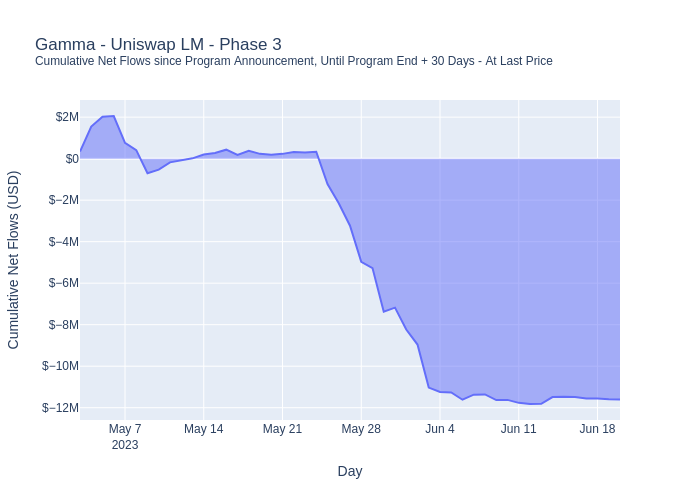 Gamma - Uniswap LM - Phase 3
Cumulative Net Flows since Program Announcement, Until Program End + 30 Days - At Last Price
Cumulative Net Flows (USD)
$2M
$0
$−2M
$−4M
$−6M
$−8M
$−10M
$−12M
May 7
2023
May 14
May 21
May 28
Jun 4
Jun 11
Jun 18
Day